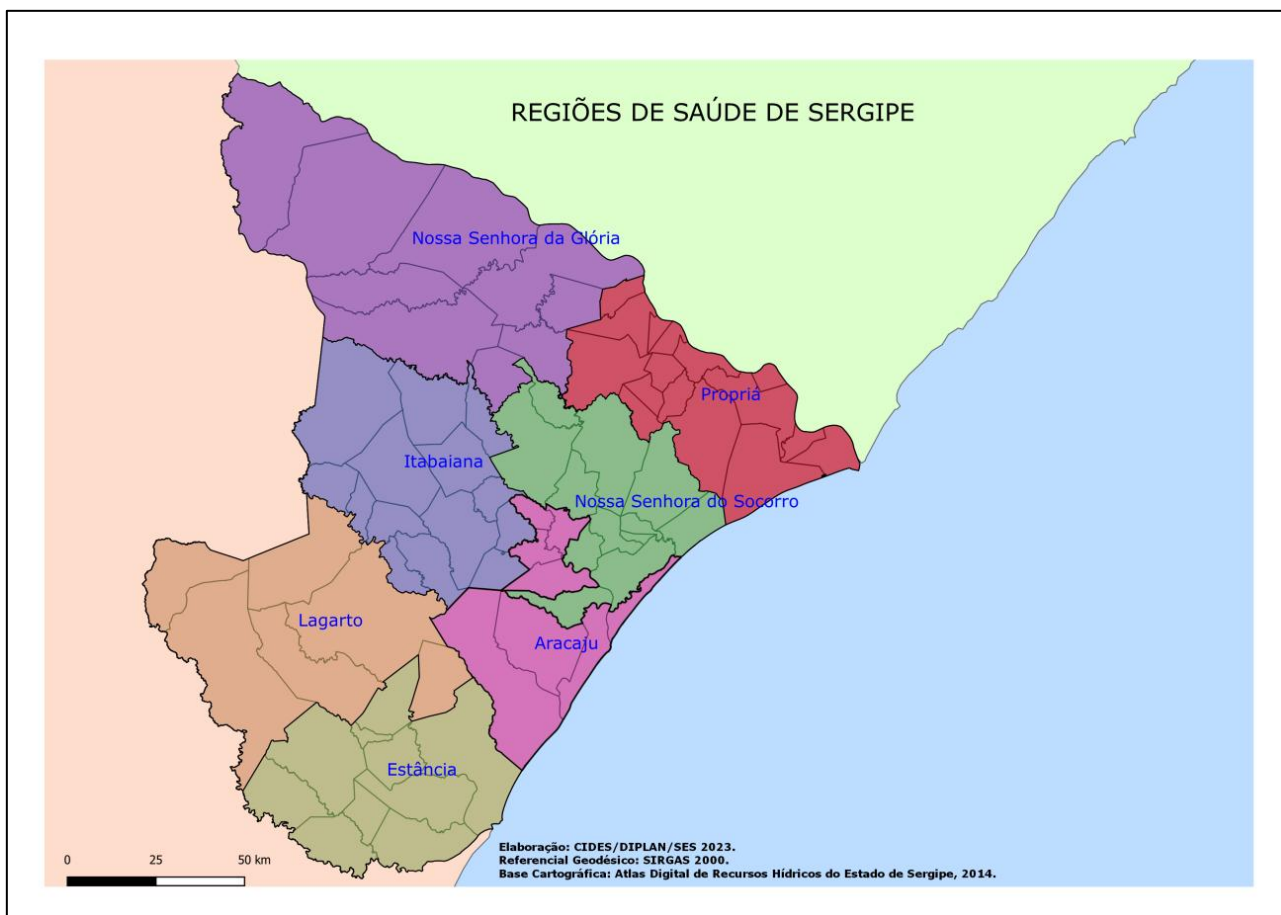 REGIÕES DE SAÚDE DE SERGIPE
Nossa Senhora da Glória
Propriá
Itabaiana
Nossa Senhora do Socorro
Lagarto
Aracaju
Estância
0 25 50 km
Elaboração: CIDES/DIPLAN/SES 2023.
Referencial Geodésico: SIRGAS 2000.
Base Cartográfica: Atlas Digital de Recursos Hídricos do Estado de Sergipe, 2014.